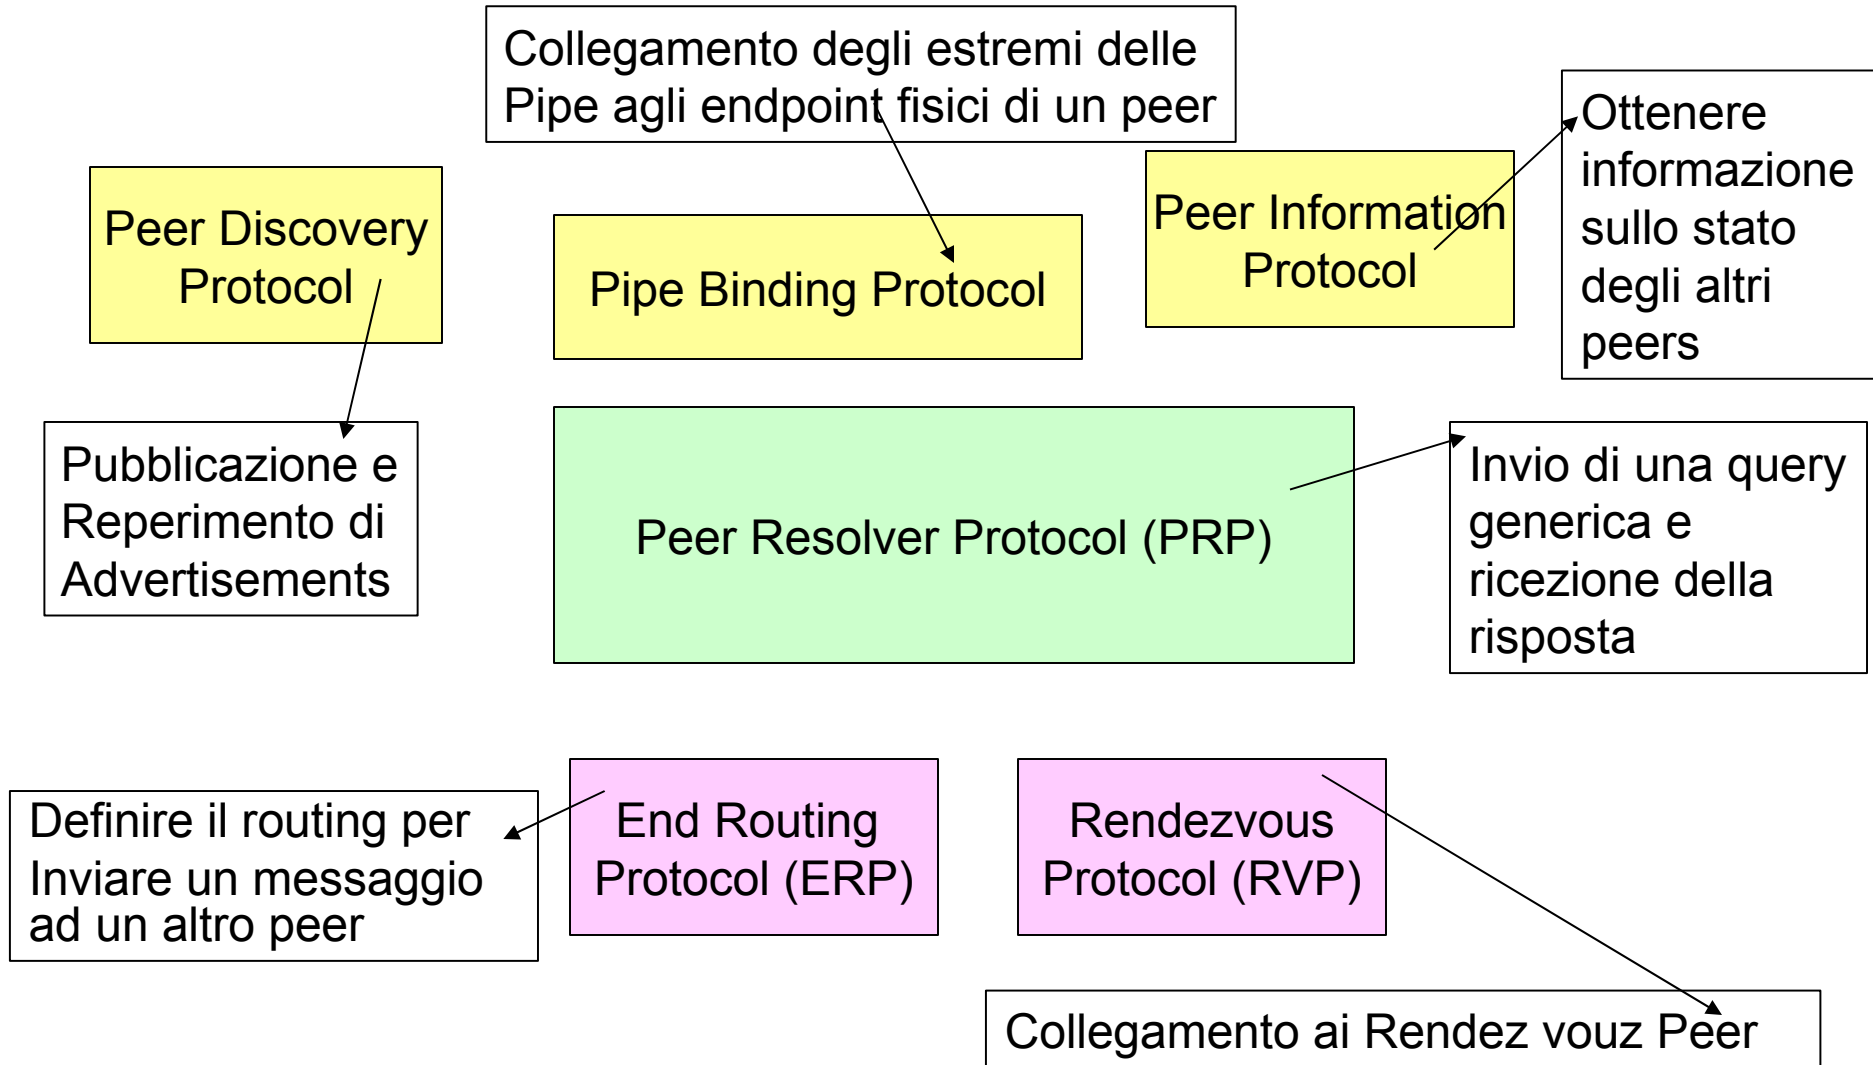 Collegamento degli estremi delle
Pipe agli endpoint fisici di un peer
Ottenere
informazione
sullo stato
degli altri
peers
Peer Discovery
Protocol
Pipe Binding Protocol
Peer Information
Protocol
Pubblicazione e
Reperimento di
Advertisements
Peer Resolver Protocol (PRP)
Invio di una query
generica e
ricezione della
risposta
Definire il routing per
Inviare un messaggio
ad un altro peer
End Routing
Protocol (ERP)
Rendezvous
Protocol (RVP)
Collegamento ai Rendez vouz Peer